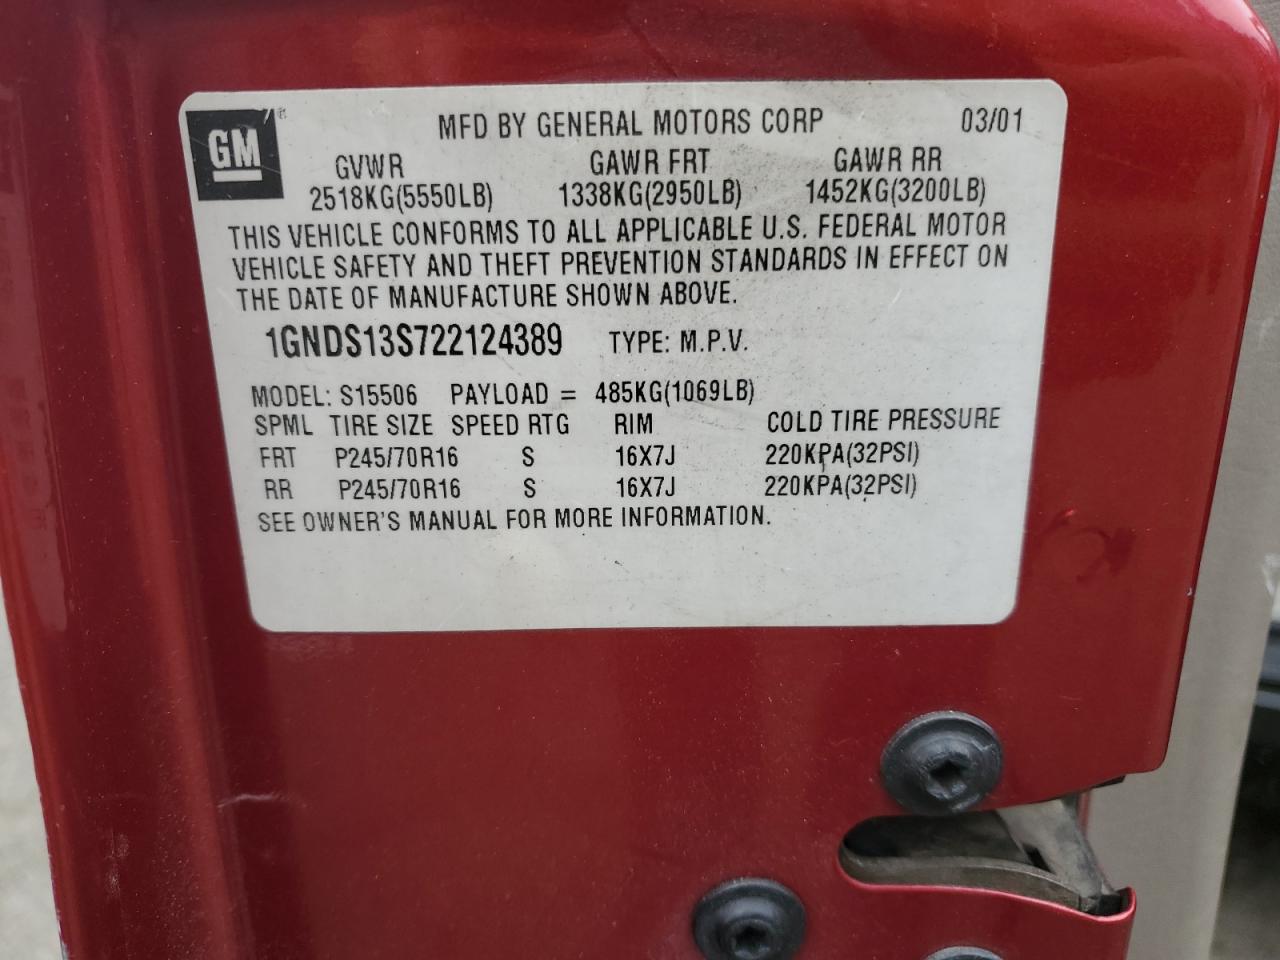 GM ®
MFD BY GENERAL MOTORS CORP 03/01
GVWR GAWR FRT GAWR RR
2518KG(5550LB) 1338KG(2950LB) 1452KG(3200LB)
THIS VEHICLE CONFORMS TO ALL APPLICABLE U.S. FEDERAL MOTOR
VEHICLE SAFETY AND THEFT PREVENTION STANDARDS IN EFFECT ON
THE DATE OF MANUFACTURE SHOWN ABOVE.
1GNDS13S722124389 TYPE: M.P.V.
MODEL: S15506 PAYLOAD = 485KG(1069LB)
SPML TIRE SIZE SPEED RTG RIM COLD TIRE PRESSURE
FRT P245/70R16 S 16X7J 220KPA(32PSI)
RR P245/70R16 S 16X7J 220KPA(32PSI)
SEE OWNER'S MANUAL FOR MORE INFORMATION.